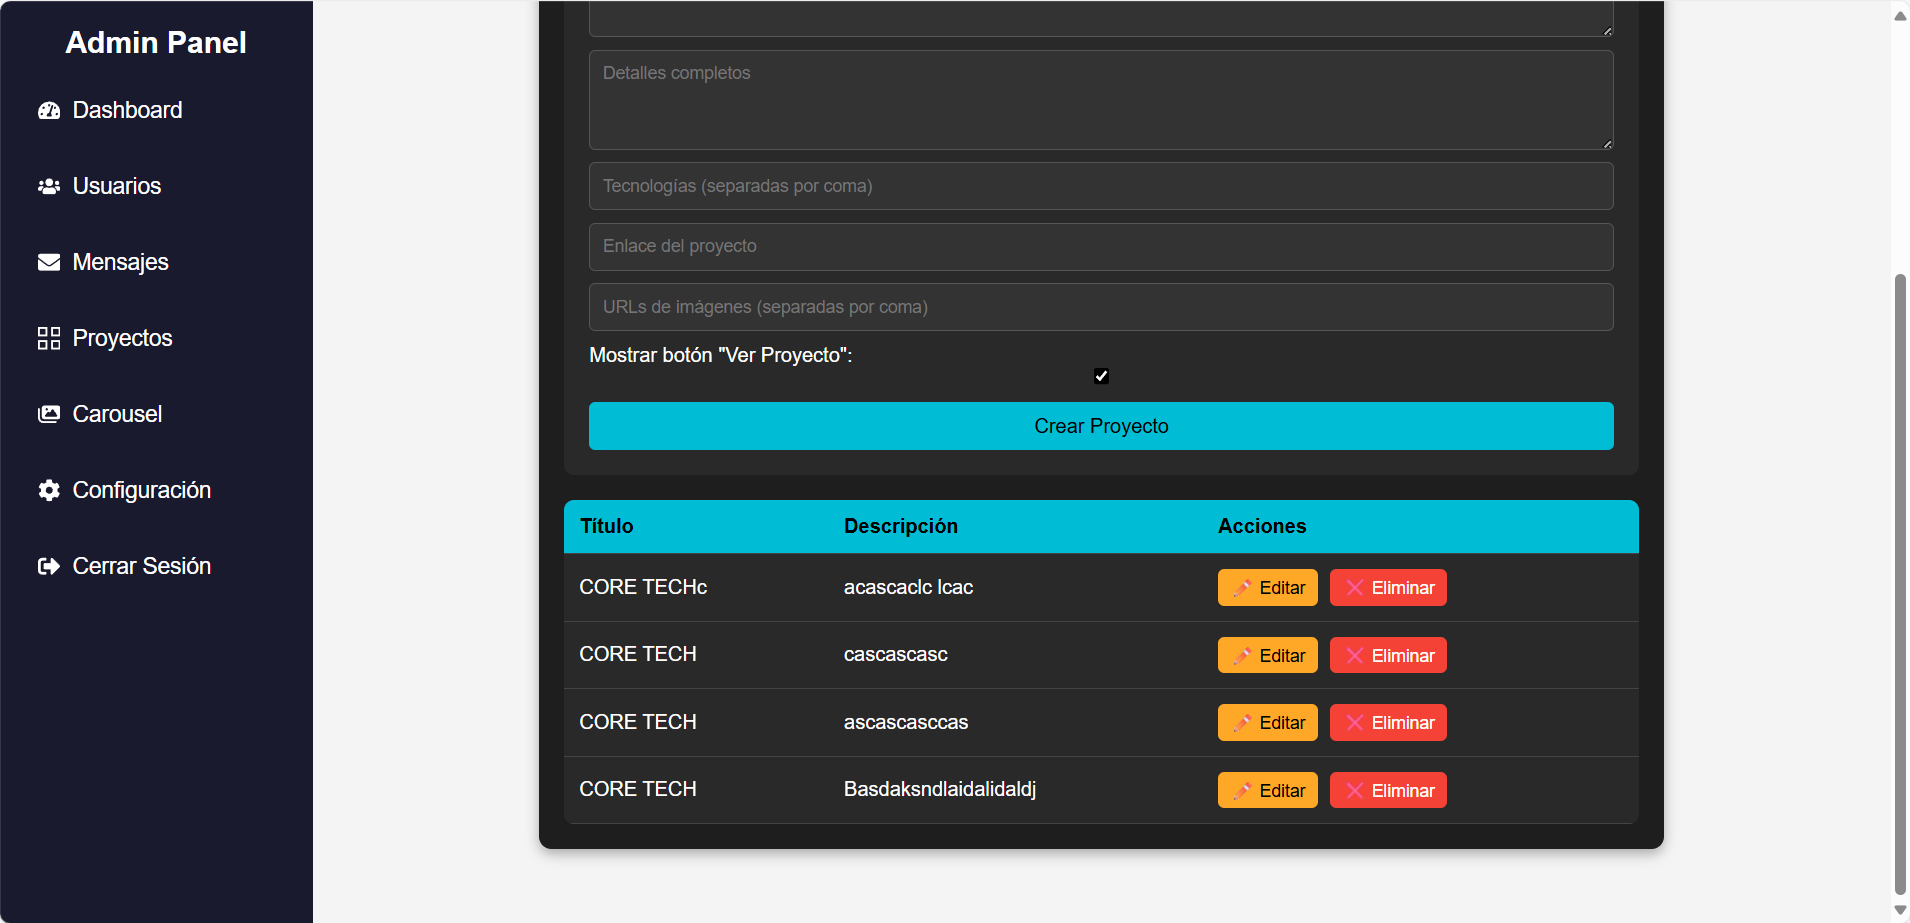 Admin Panel
Dashboard
Usuarios
Mensajes
Proyectos
Carousel
Configuración
Cerrar Sesión
Detalles completos
Tecnologías (separadas por coma)
Enlace del proyecto
URLs de imágenes (separadas por coma)
Mostrar botón "Ver Proyecto":
Crear Proyecto
Título Descripción Acciones
CORE TECHc acascaclc lcac Editar Eliminar
CORE TECH cascascasc Editar Eliminar
CORE TECH ascascasccas Editar Eliminar
CORE TECH Basdaksndlaidalidaldj Editar Eliminar